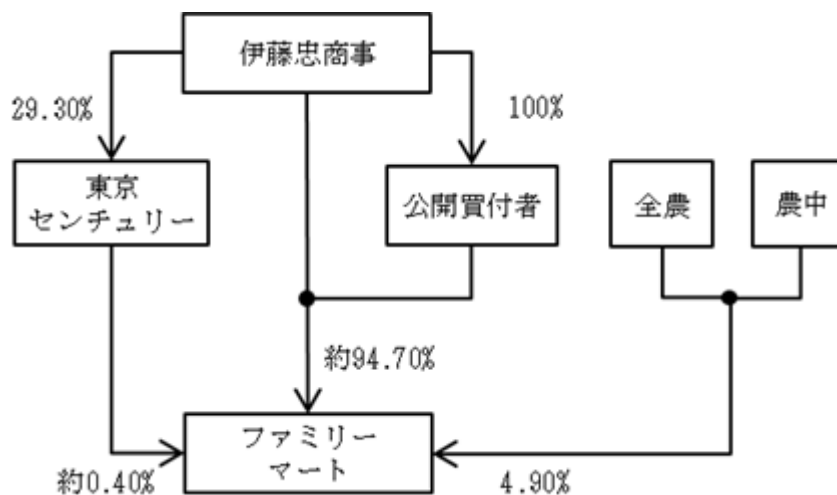 伊藤忠商事
29.30%
100%
東京
センチュリー
公開買付者
全農
農中
約94.70%
ファミリー
マート
約0.40%
4.90%